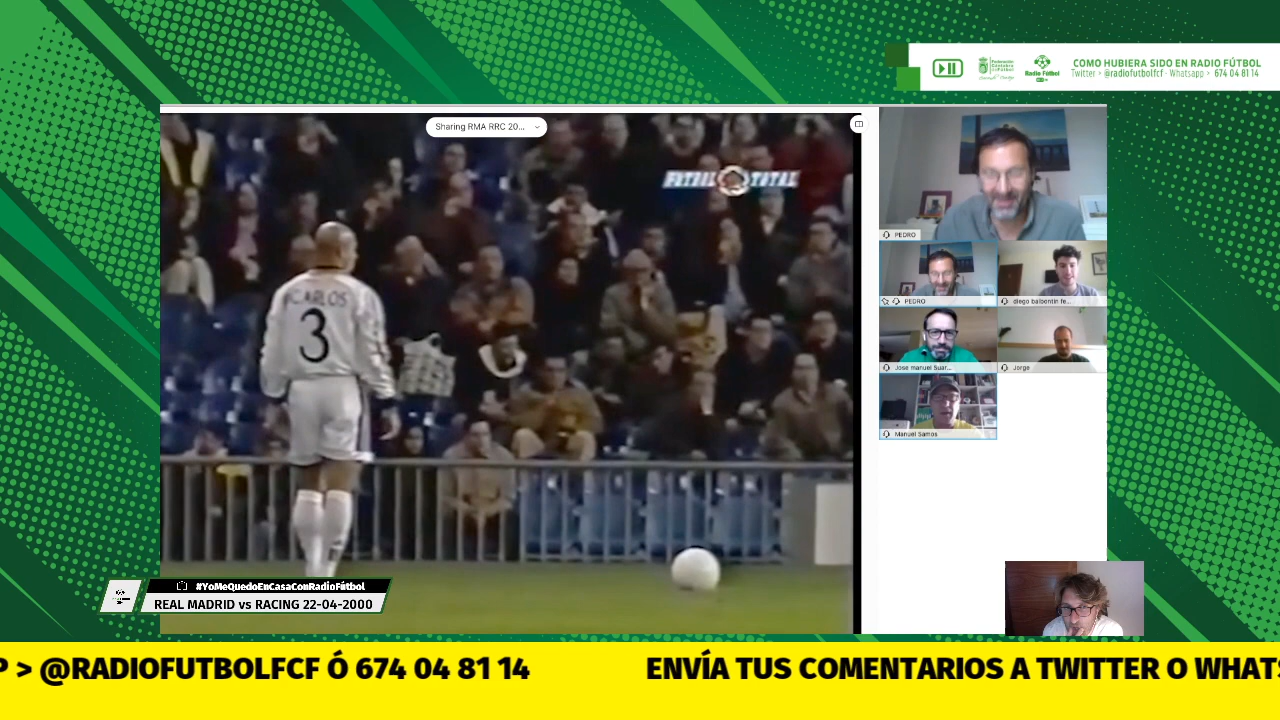 COMO HUBIERA SIDO EN RADIO FÚTBOL
Twitter > @radiofutbolfcf - Whatsapp > 674 04 81 14
Radio Fútbol
Sharing RMA RRC 20...
FUTBOL TOTAL
R.CARLOS
3
PEDRO
PEDRO
diego balbontin fe...
Jose manuel Suar...
Jorge
Manuel Samos
#YoMeQuedoEnCasaConRadioFútbol
REAL MADRID vs RACING 22-04-2000
P > @RADIOFUTBOLFCF Ó 674 04 81 14 ENVÍA TUS COMENTARIOS A TWITTER O WHATS